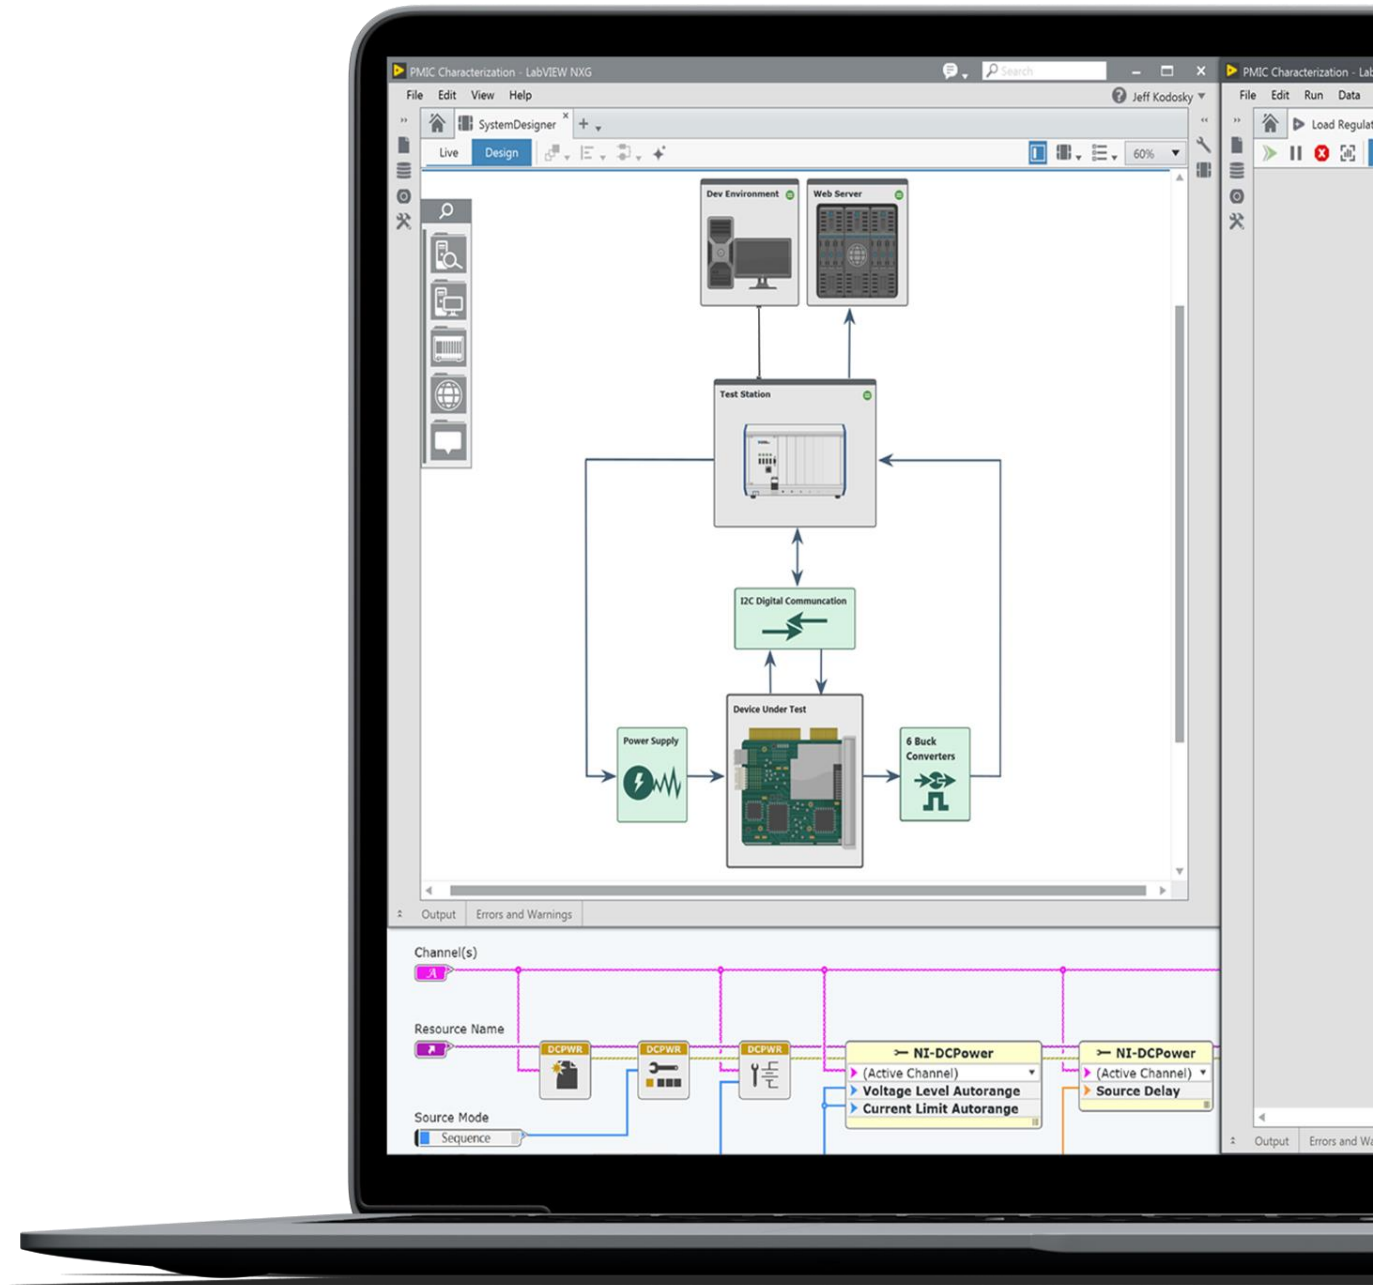 PMIC Characterization - LabVIEW NXG
Search
File Edit View Help
Jeff Kodosky
SystemDesigner
Live Design
60%
Dev Environment
Web Server
Test Station
I2C Digital Communcation
Device Under Test
Power Supply
6 Buck
Converters
Output Errors and Warnings
Channel(s)
A
Resource Name
DCPWR
DCPWR
DCPWR
NI-DCPower
(Active Channel)
Voltage Level Autorange
Current Limit Autorange
NI-DCPower
(Active Channel)
Source Delay
Source Mode
Sequence
PMIC Characterization - Lab
File Edit Run Data
Load Regulat
Output Errors and Wa